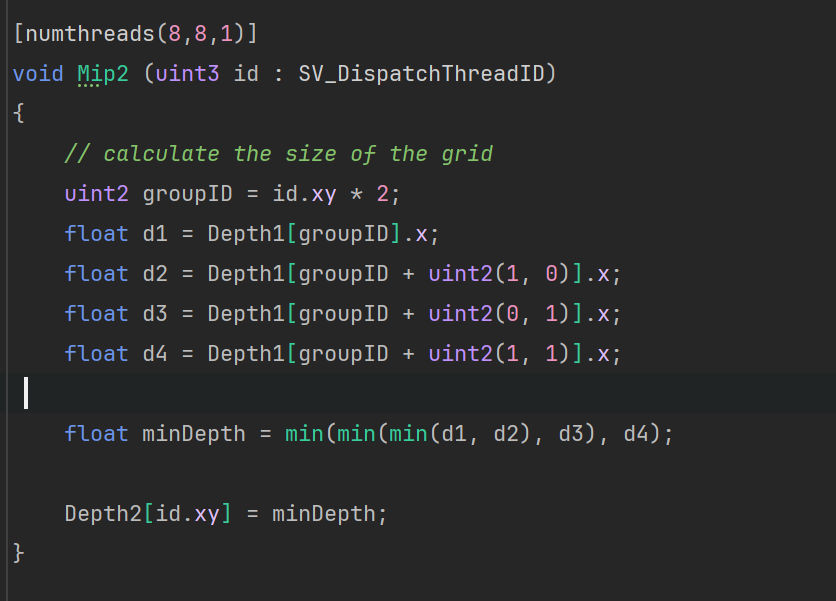 [numthreads(8,8,1)]
void Mip2 (uint3 id : SV_DispatchThreadID)
{
// calculate the size of the grid
uint2 groupID = id.xy * 2;
float d1 = Depth1[groupID].x;
float d2 = Depth1[groupID + uint2(1, 0)].x;
float d3 = Depth1[groupID + uint2(0, 1)].x;
float d4 = Depth1[groupID + uint2(1, 1)].x;
float minDepth = min(min(min(d1, d2), d3), d4);
Depth2[id.xy] = minDepth;
}